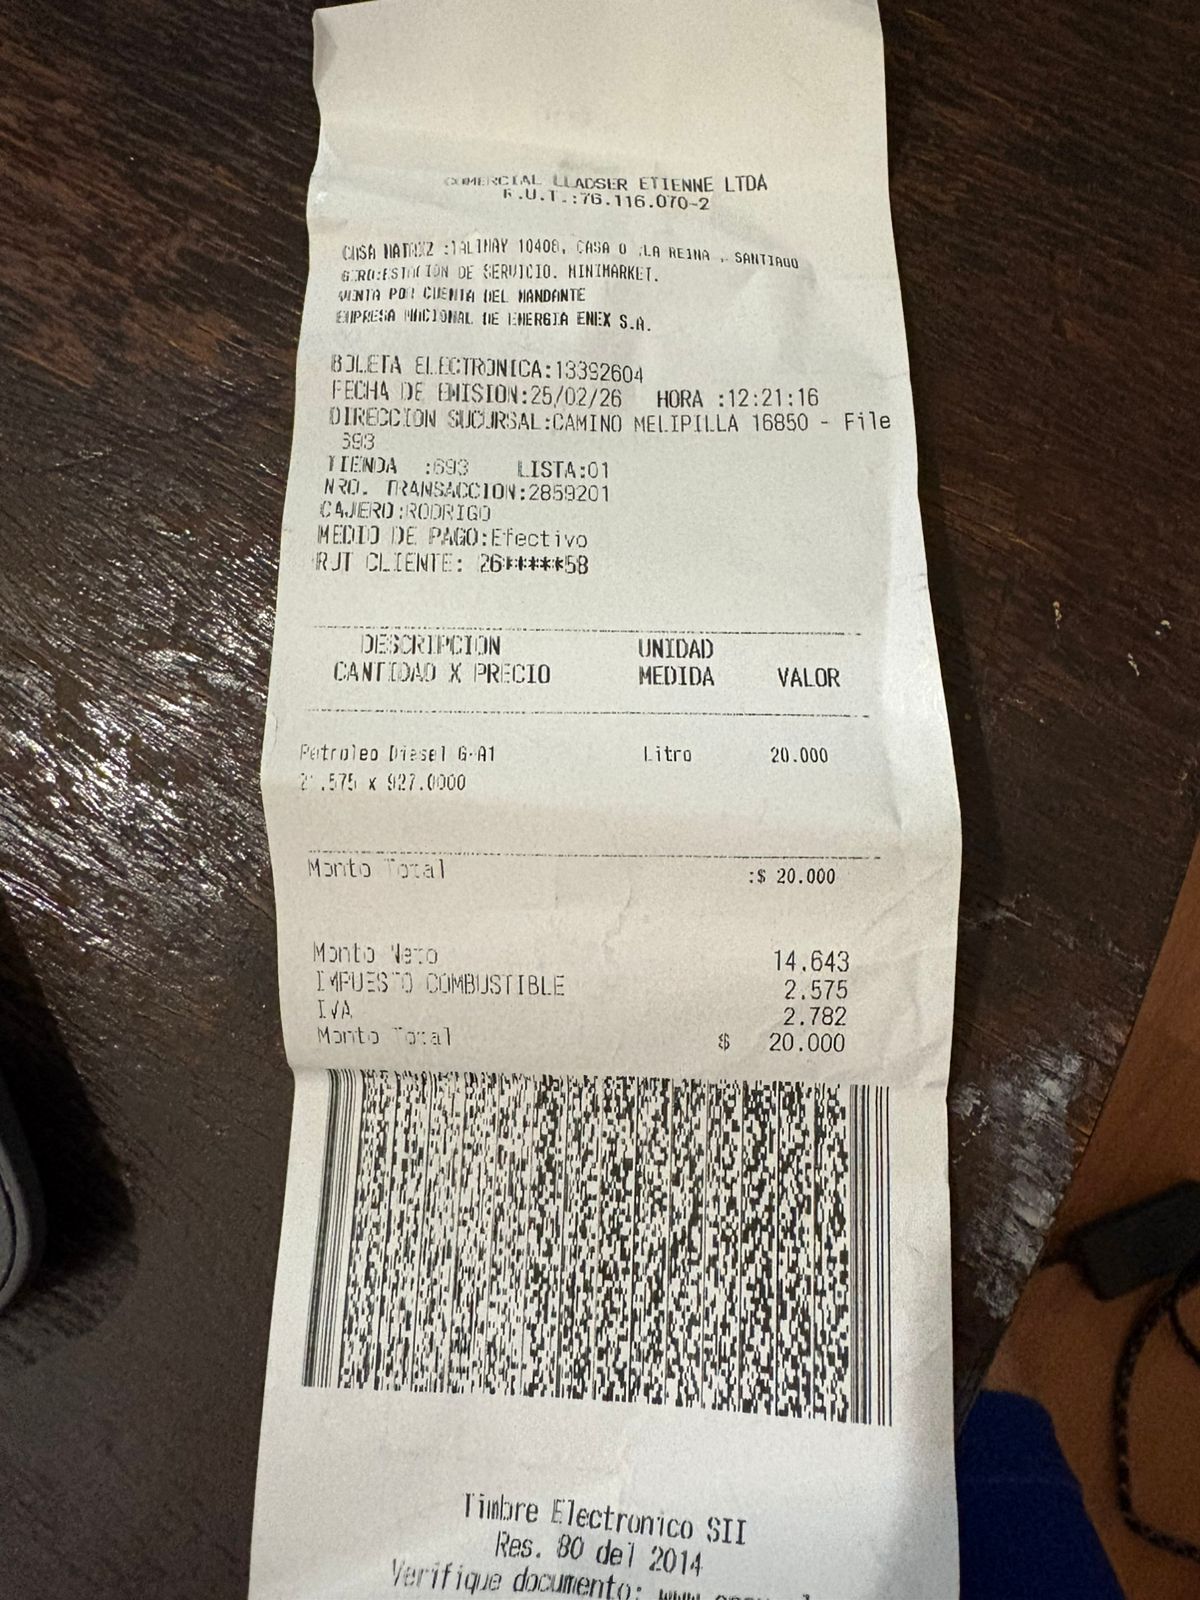 COMERCIAL LLADSER ETIENNE LTDA
R.U.T.:76.116.070-2
CASA MATRIZ :TALINAY 10408, CASA O ,LA REINA , SANTIAGO
GIRO:ESTACION DE SERVICIO. MINIMARKET.
VENTA POR CUENTA DEL MANDANTE
EMPRESA NACIONAL DE ENERGIA ENEX S.A.
BOLETA ELECTRONICA:13392604
FECHA DE EMISION:25/02/26 HORA :12:21:16
DIRECCION SUCURSAL:CAMINO MELIPILLA 16850 - File
693
TIENDA :693 LISTA:01
NRO. TRANSACCION:2859201
CAJERO:RODRIGO
MEDIO DE PAGO:Efectivo
RUT CLIENTE: 26*****58
DESCRIPCION UNIDAD
CANTIDAD X PRECIO MEDIDA VALOR
Petroleo Diesel G-A1 Litro 20.000
21.575 x 927.0000
Monto Total :$ 20.000
Monto Neto 14.643
IMPUESTO COMBUSTIBLE 2.575
IVA 2.782
Monto Total $ 20.000
Timbre Electronico SII
Res. 80 del 2014
Verifique documento: